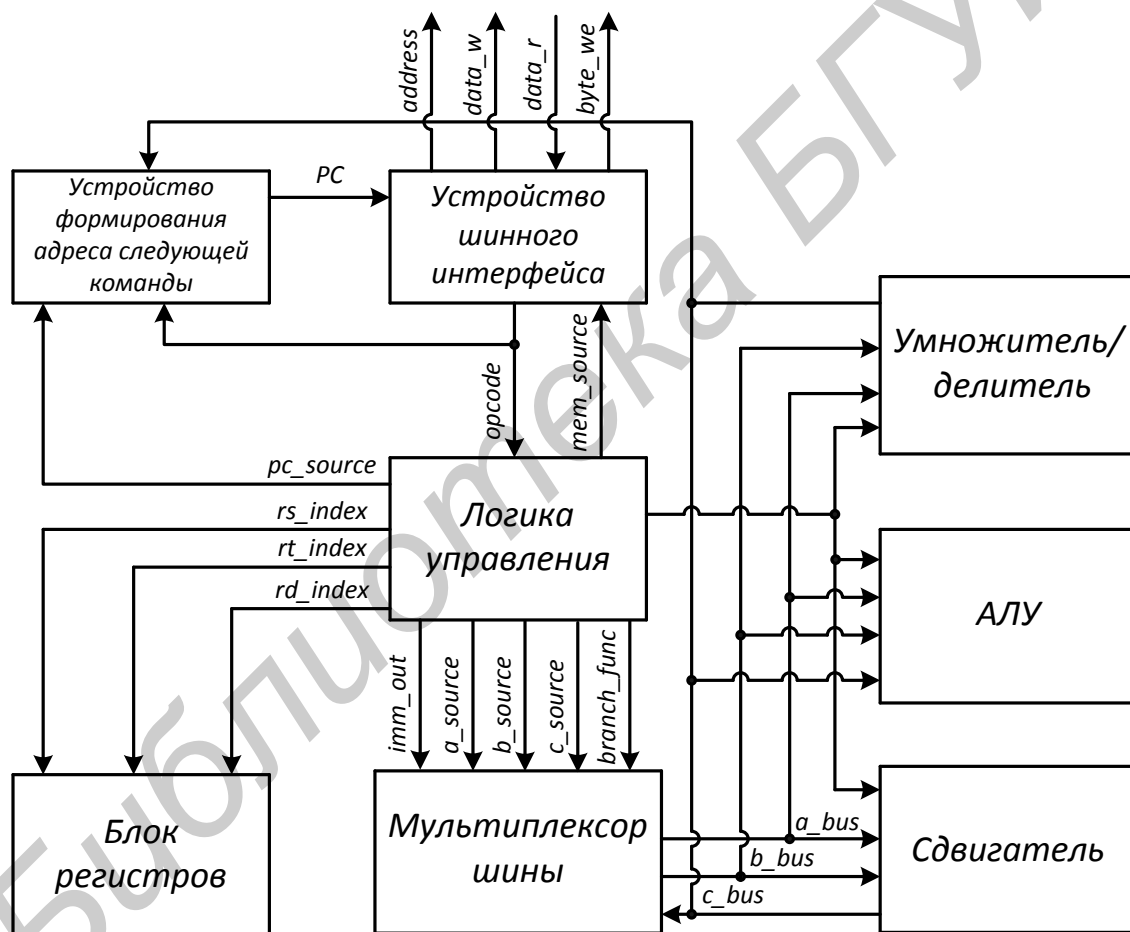 address
data_w
data_r
byte_we
Устройство
формирования
адреса следующей
команды
PC
Устройство
шинного
интерфейса
opcode
mem_source
Умножитель/
делитель
pc_source
rs_index
rt_index
rd_index
Логика
управления
АЛУ
imm_out
a_source
b_source
c_source
branch_func
Блок
регистров
Мультиплексор
шины
a_bus
b_bus
c_bus
Сдвигатель
Библиотека БГУ